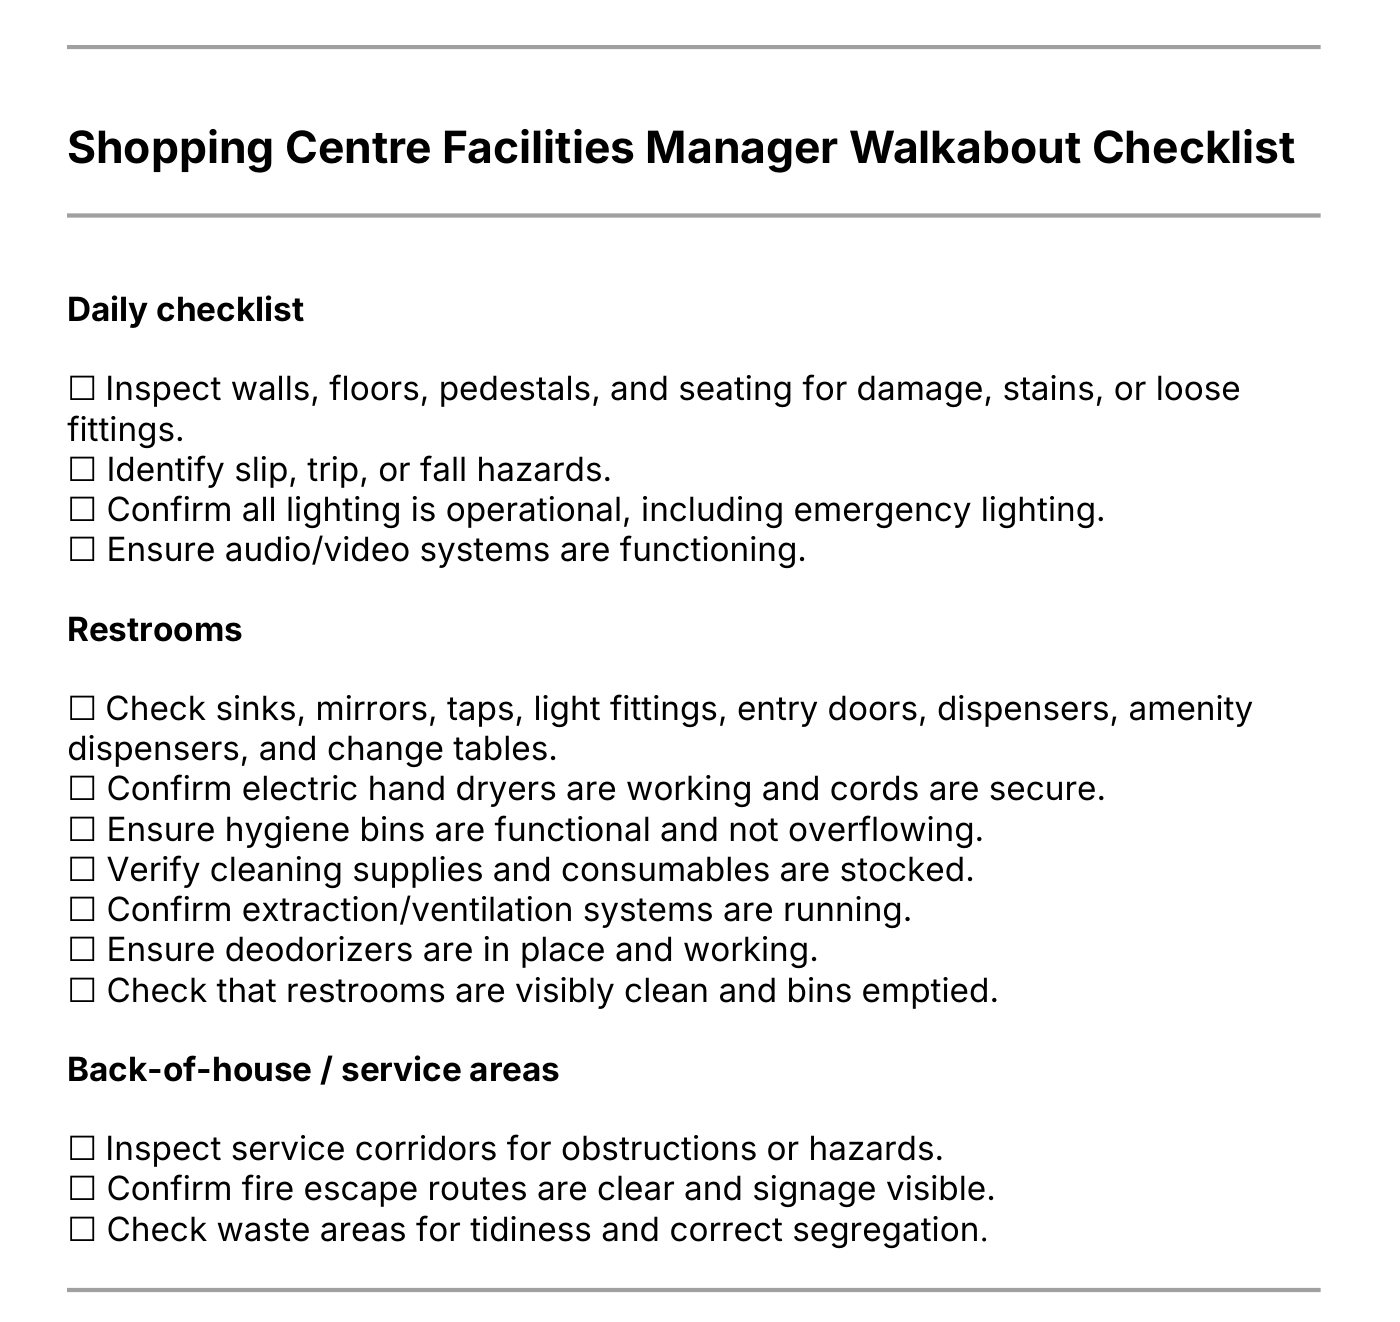 Shopping Centre Facilities Manager Walkabout Checklist
Daily checklist
☐ Inspect walls, floors, pedestals, and seating for damage, stains, or loose
fittings.
☐ Identify slip, trip, or fall hazards.
☐ Confirm all lighting is operational, including emergency lighting.
☐ Ensure audio/video systems are functioning.
Restrooms
☐ Check sinks, mirrors, taps, light fittings, entry doors, dispensers, amenity
dispensers, and change tables.
☐ Confirm electric hand dryers are working and cords are secure.
☐ Ensure hygiene bins are functional and not overflowing.
☐ Verify cleaning supplies and consumables are stocked.
☐ Confirm extraction/ventilation systems are running.
☐ Ensure deodorizers are in place and working.
☐ Check that restrooms are visibly clean and bins emptied.
Back-of-house / service areas
☐ Inspect service corridors for obstructions or hazards.
☐ Confirm fire escape routes are clear and signage visible.
☐ Check waste areas for tidiness and correct segregation.